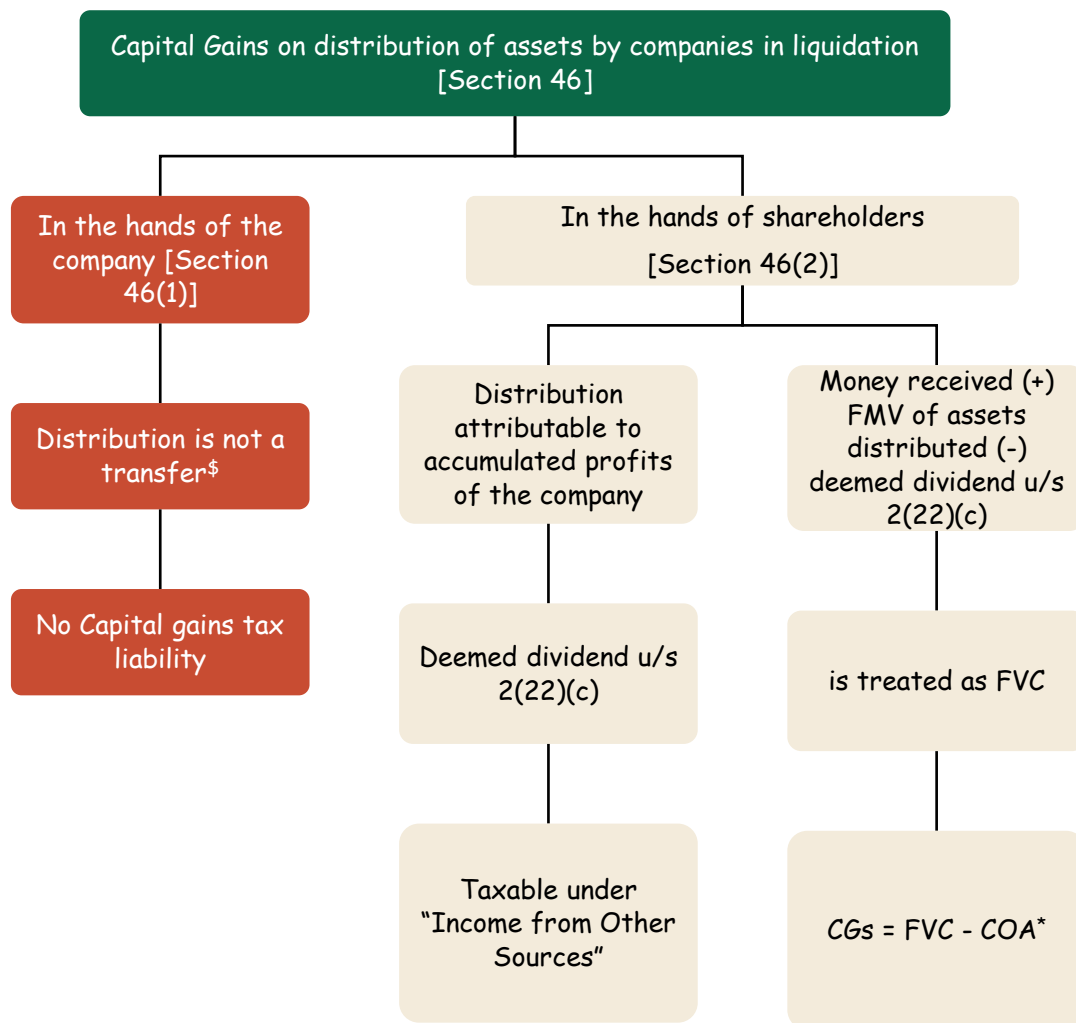 Capital Gains on distribution of assets by companies in liquidation
[Section 46]
In the hands of the
company [Section
46(1)]
Distribution is not a
transfer$
No Capital gains tax
liability
In the hands of shareholders
[Section 46(2)]
Distribution
attributable to
accumulated profits
of the company
Deemed dividend u/s
2(22)(c)
Taxable under
“Income from Other
Sources”
Money received (+)
FMV of assets
distributed (-)
deemed dividend u/s
2(22)(c)
is treated as FVC
CGs = FVC - COA*